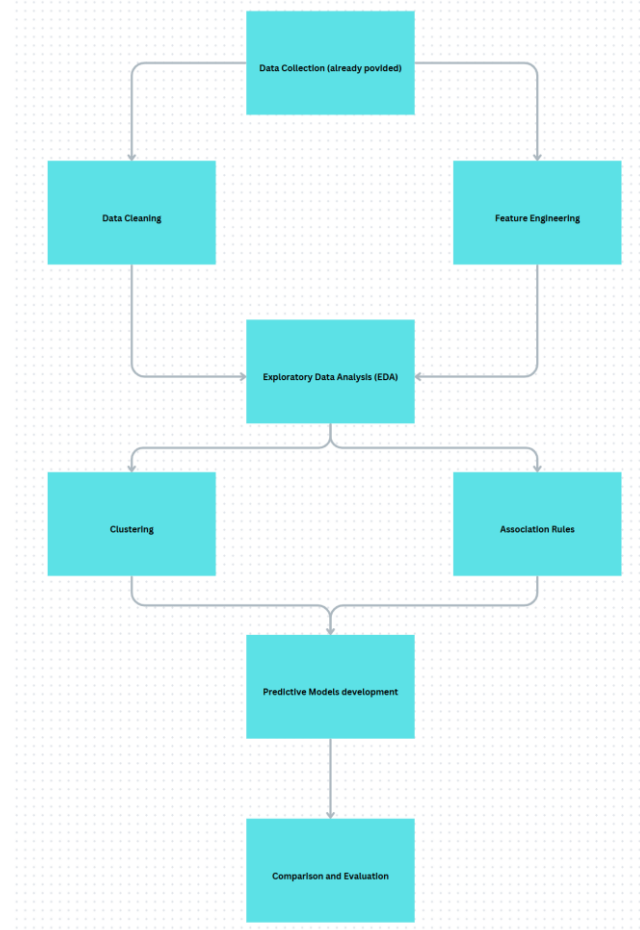 Data Collection (already povided)
Data Cleaning
Feature Engineering
Exploratory Data Analysis (EDA)
Clustering
Association Rules
Predictive Models development
Comparison and Evaluation